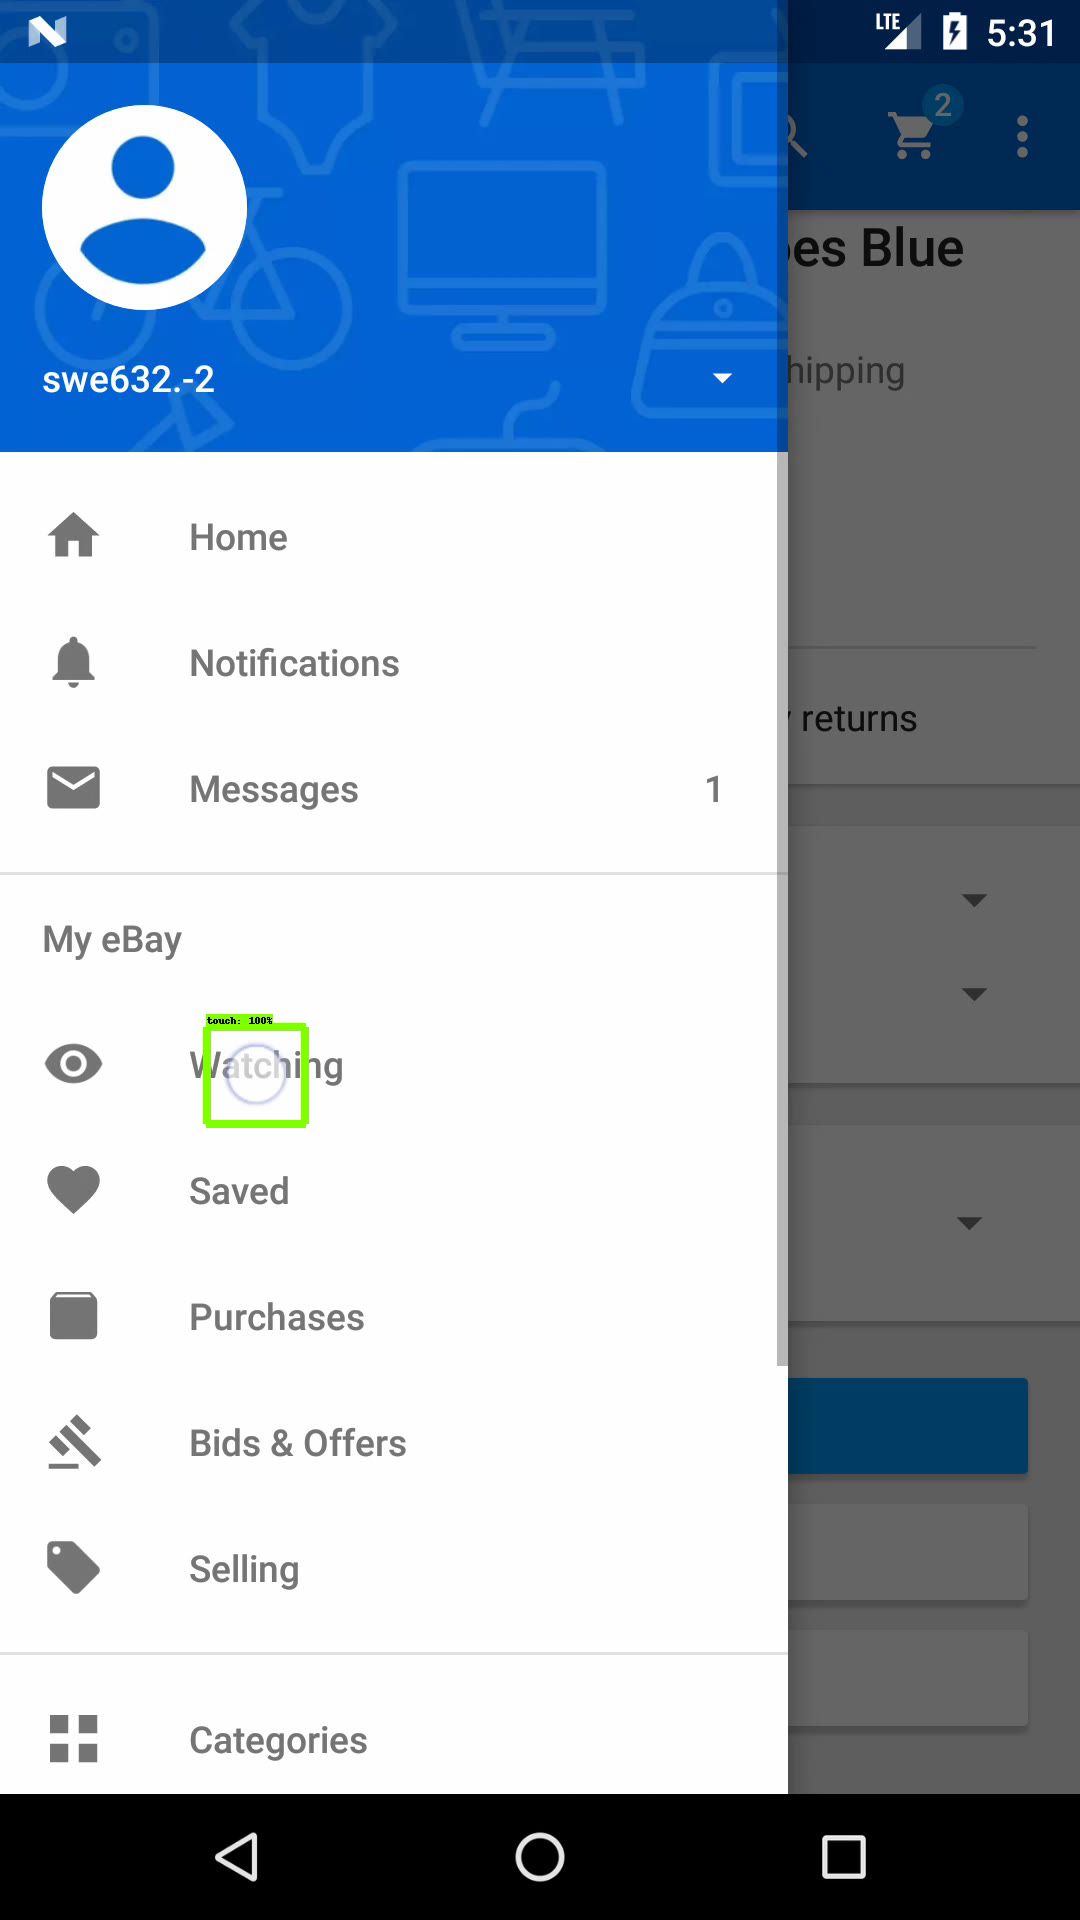 LTE 5:31
2
es Blue
swe632.-2
hipping
Home
Notifications
returns
Messages 1
My eBay
touch: 100%
Watching
Saved
Purchases
Bids & Offers
Selling
Categories